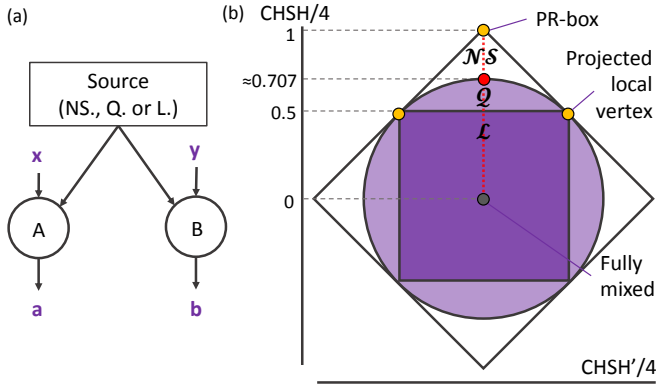 (a)
Source
(NS., Q. or L.)
x
y
A
B
a
b
(b)
CHSH/4
1
≈0.707
0.5
0
PR-box
NS
Q
L
Projected
local
vertex
Fully
mixed
CHSH'/4